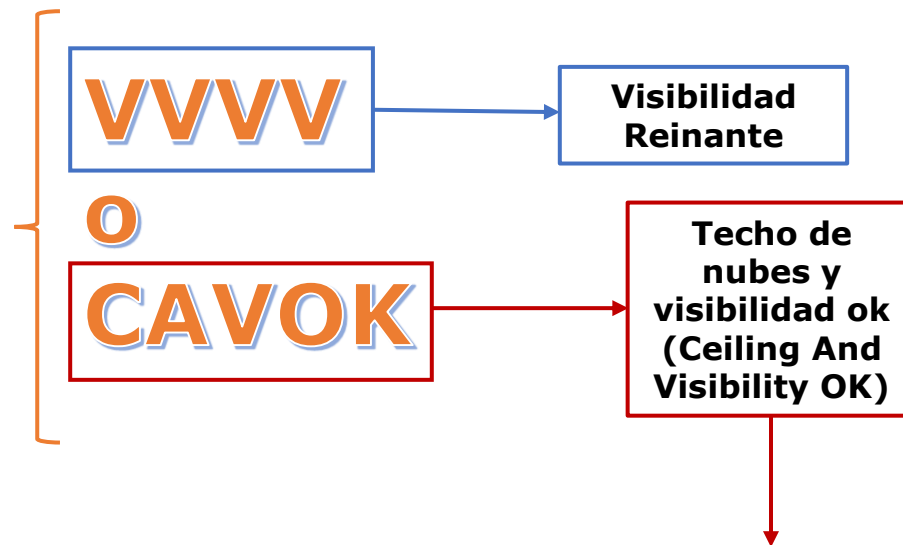 VVVV
Visibilidad
Reinante
o
CAVOK
Techo de
nubes y
visibilidad ok
(Ceiling And
Visibility OK)